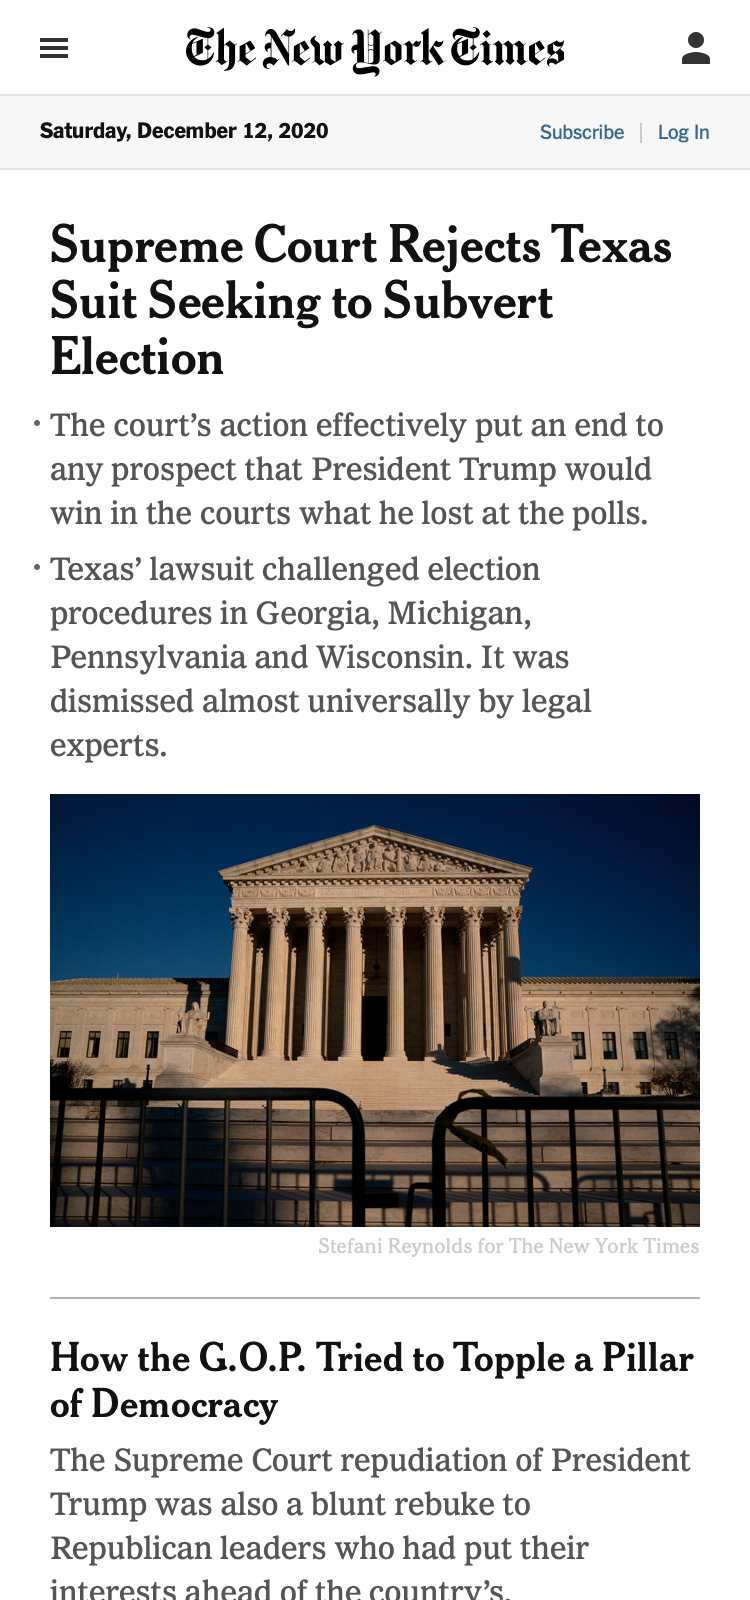 The New York Times
Saturday, December 12, 2020
Subscribe | Log In
Supreme Court Rejects Texas
Suit Seeking to Subvert
Election
• The court’s action effectively put an end to
any prospect that President Trump would
win in the courts what he lost at the polls.
• Texas’ lawsuit challenged election
procedures in Georgia, Michigan,
Pennsylvania and Wisconsin. It was
dismissed almost universally by legal
experts.
Stefani Reynolds for The New York Times
How the G.O.P. Tried to Topple a Pillar
of Democracy
The Supreme Court repudiation of President
Trump was also a blunt rebuke to
Republican leaders who had put their
interests ahead of the country’s.